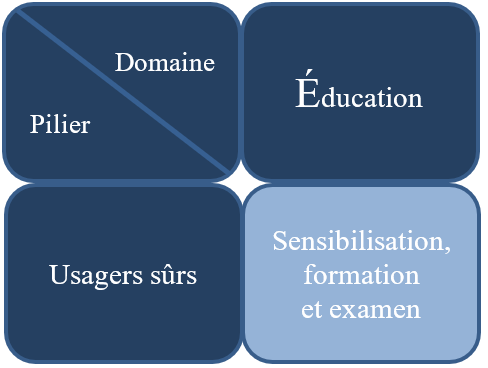 Domaine
Pilier
Éducation
Usagers sûrs
Sensibilisation,
formation
et examen